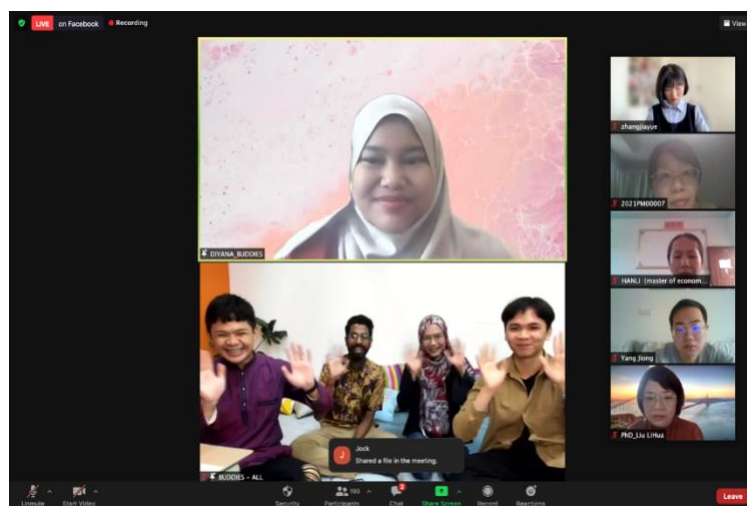 LIVE on Facebook Recording
View
DIYANA_BUDDIES
zhangjiayue
2021PM00007
HANLI (master of econom...
Yang Jiong
PhD_Liu LiHua
J
Jock
Shared a file in the meeting.
BUDDIES - ALL
2
Unmute Start Video Security Participants Chat Share Screen Record Reactions
Leave